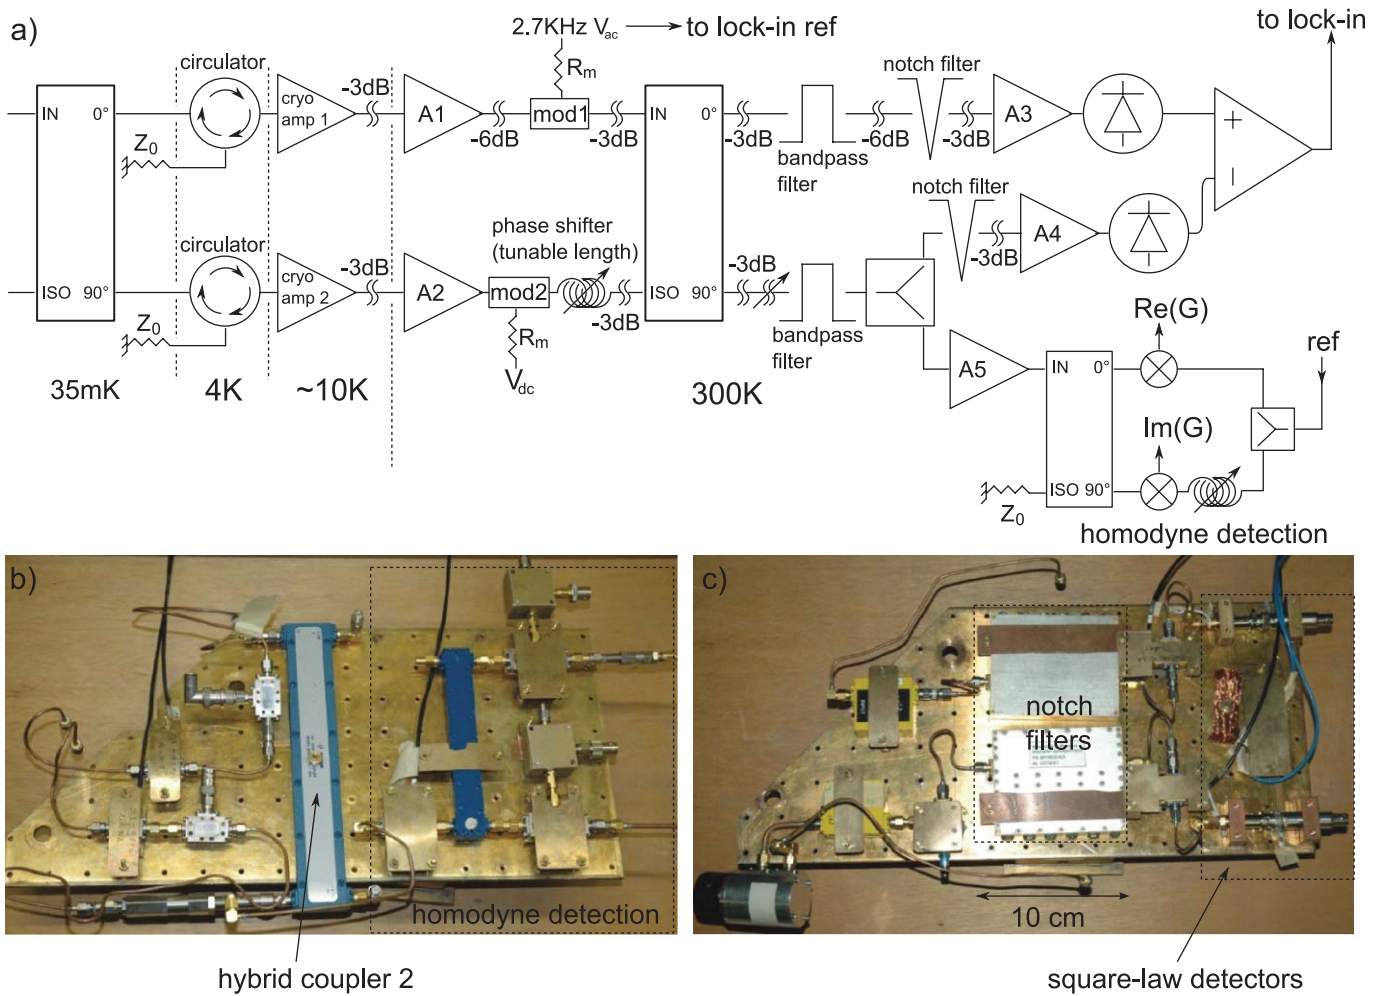 a)
2.7KHz Vac
to lock-in ref
to lock-in
circulator
-3dB
Rm
notch filter
IN
0°
cryo
amp 1
A1
mod1
IN
0°
A3
+
Z0
-6dB
-3dB
-3dB
bandpass
filter
-6dB
-3dB
notch filter
−
circulator
-3dB
phase shifter
(tunable length)
-3dB
A4
-3dB
ISO
90°
cryo
amp 2
A2
mod2
ISO
90°
Z0
Rm
-3dB
bandpass
filter
Re(G)
ref
35mK
4K
~10K
Vdc
300K
A5
IN
0°
Im(G)
ISO
90°
Z0
homodyne detection
b)
homodyne detection
hybrid coupler 2
c)
notch
filters
10 cm
square-law detectors